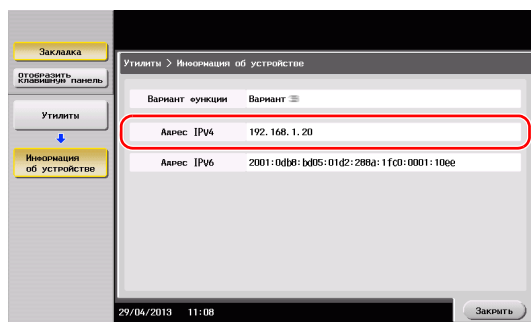 Закладка
Утилиты > Информация об устройстве
Отобразить
клавишную панель
Вариант функции Вариант
Утилиты
Адрес IPV4 192.168.1.20
Информация
об устройстве
Адрес IPV6 2001:0db8:bd05:01d2:288a:1fc0:0001:10ee
29/04/2013 11:08
Закрыть